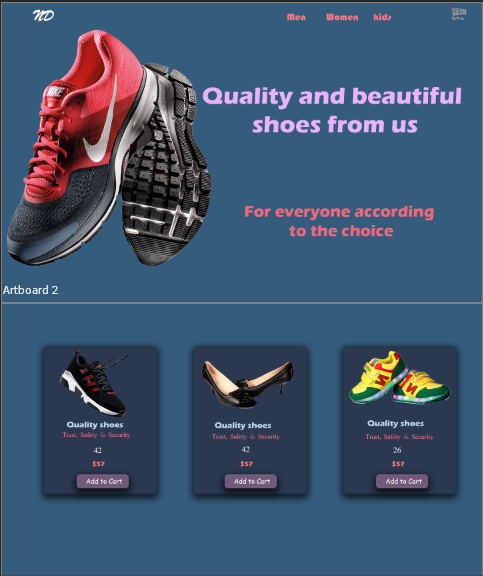 ND
Men Women kids
NIKE
Quality and beautiful
shoes from us
For everyone according
to the choice
Artboard 2
Quality shoes
Trust, Safety & Security
42
$57
Add to Cart
Quality shoes
Trust, Safety & Security
42
$57
Add to Cart
Quality shoes
Trust, Safety & Security
26
$57
Add to Cart